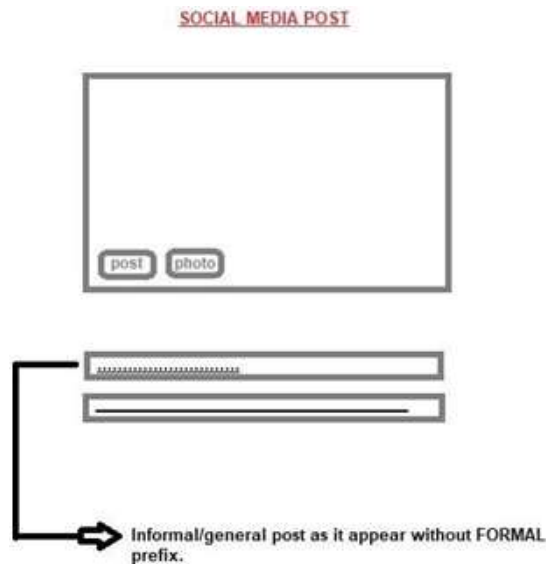 SOCIAL MEDIA POST
post photo
Informal/general post as it appear without FORMAL
prefix.